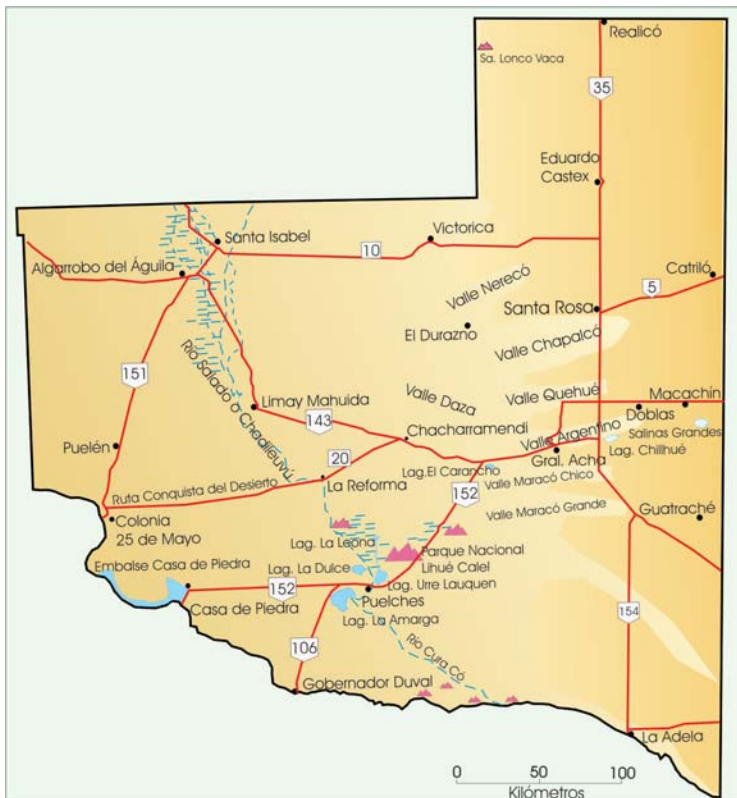 Realicó
Sa. Lonco Vaca
35
Eduardo
Castex
Santa Isabel
Victorica
10
Algarrobo del Águila
Catriló
5
Valle Nerecó
Santa Rosa
El Durazno
Valle Chapalcó
151
Río Salado o Chadileuvú
Limay Mahuida
143
Valle Daza
Valle Quehué
Macachín
Doblas
Chacharramendi
Valle Argentino
Salinas Grandes
Puelén
20
Lag. El Carancho
Gral. Acha
Lag. Chillhué
152
La Reforma
Valle Maracó Chico
Ruta Conquista del Desierto
Valle Maracó Grande
Guatraché
Colonia
25 de Mayo
Lag. La Leona
Parque Nacional
Lihué Calel
Embalse Casa de Piedra
Lag. La Dulce
152
Lag. Urre Lauquen
Casa de Piedra
Puelches
Lag. La Amarga
154
106
Río Curá Có
Gobernador Duval
La Adela
0 50 100
Kilómetros